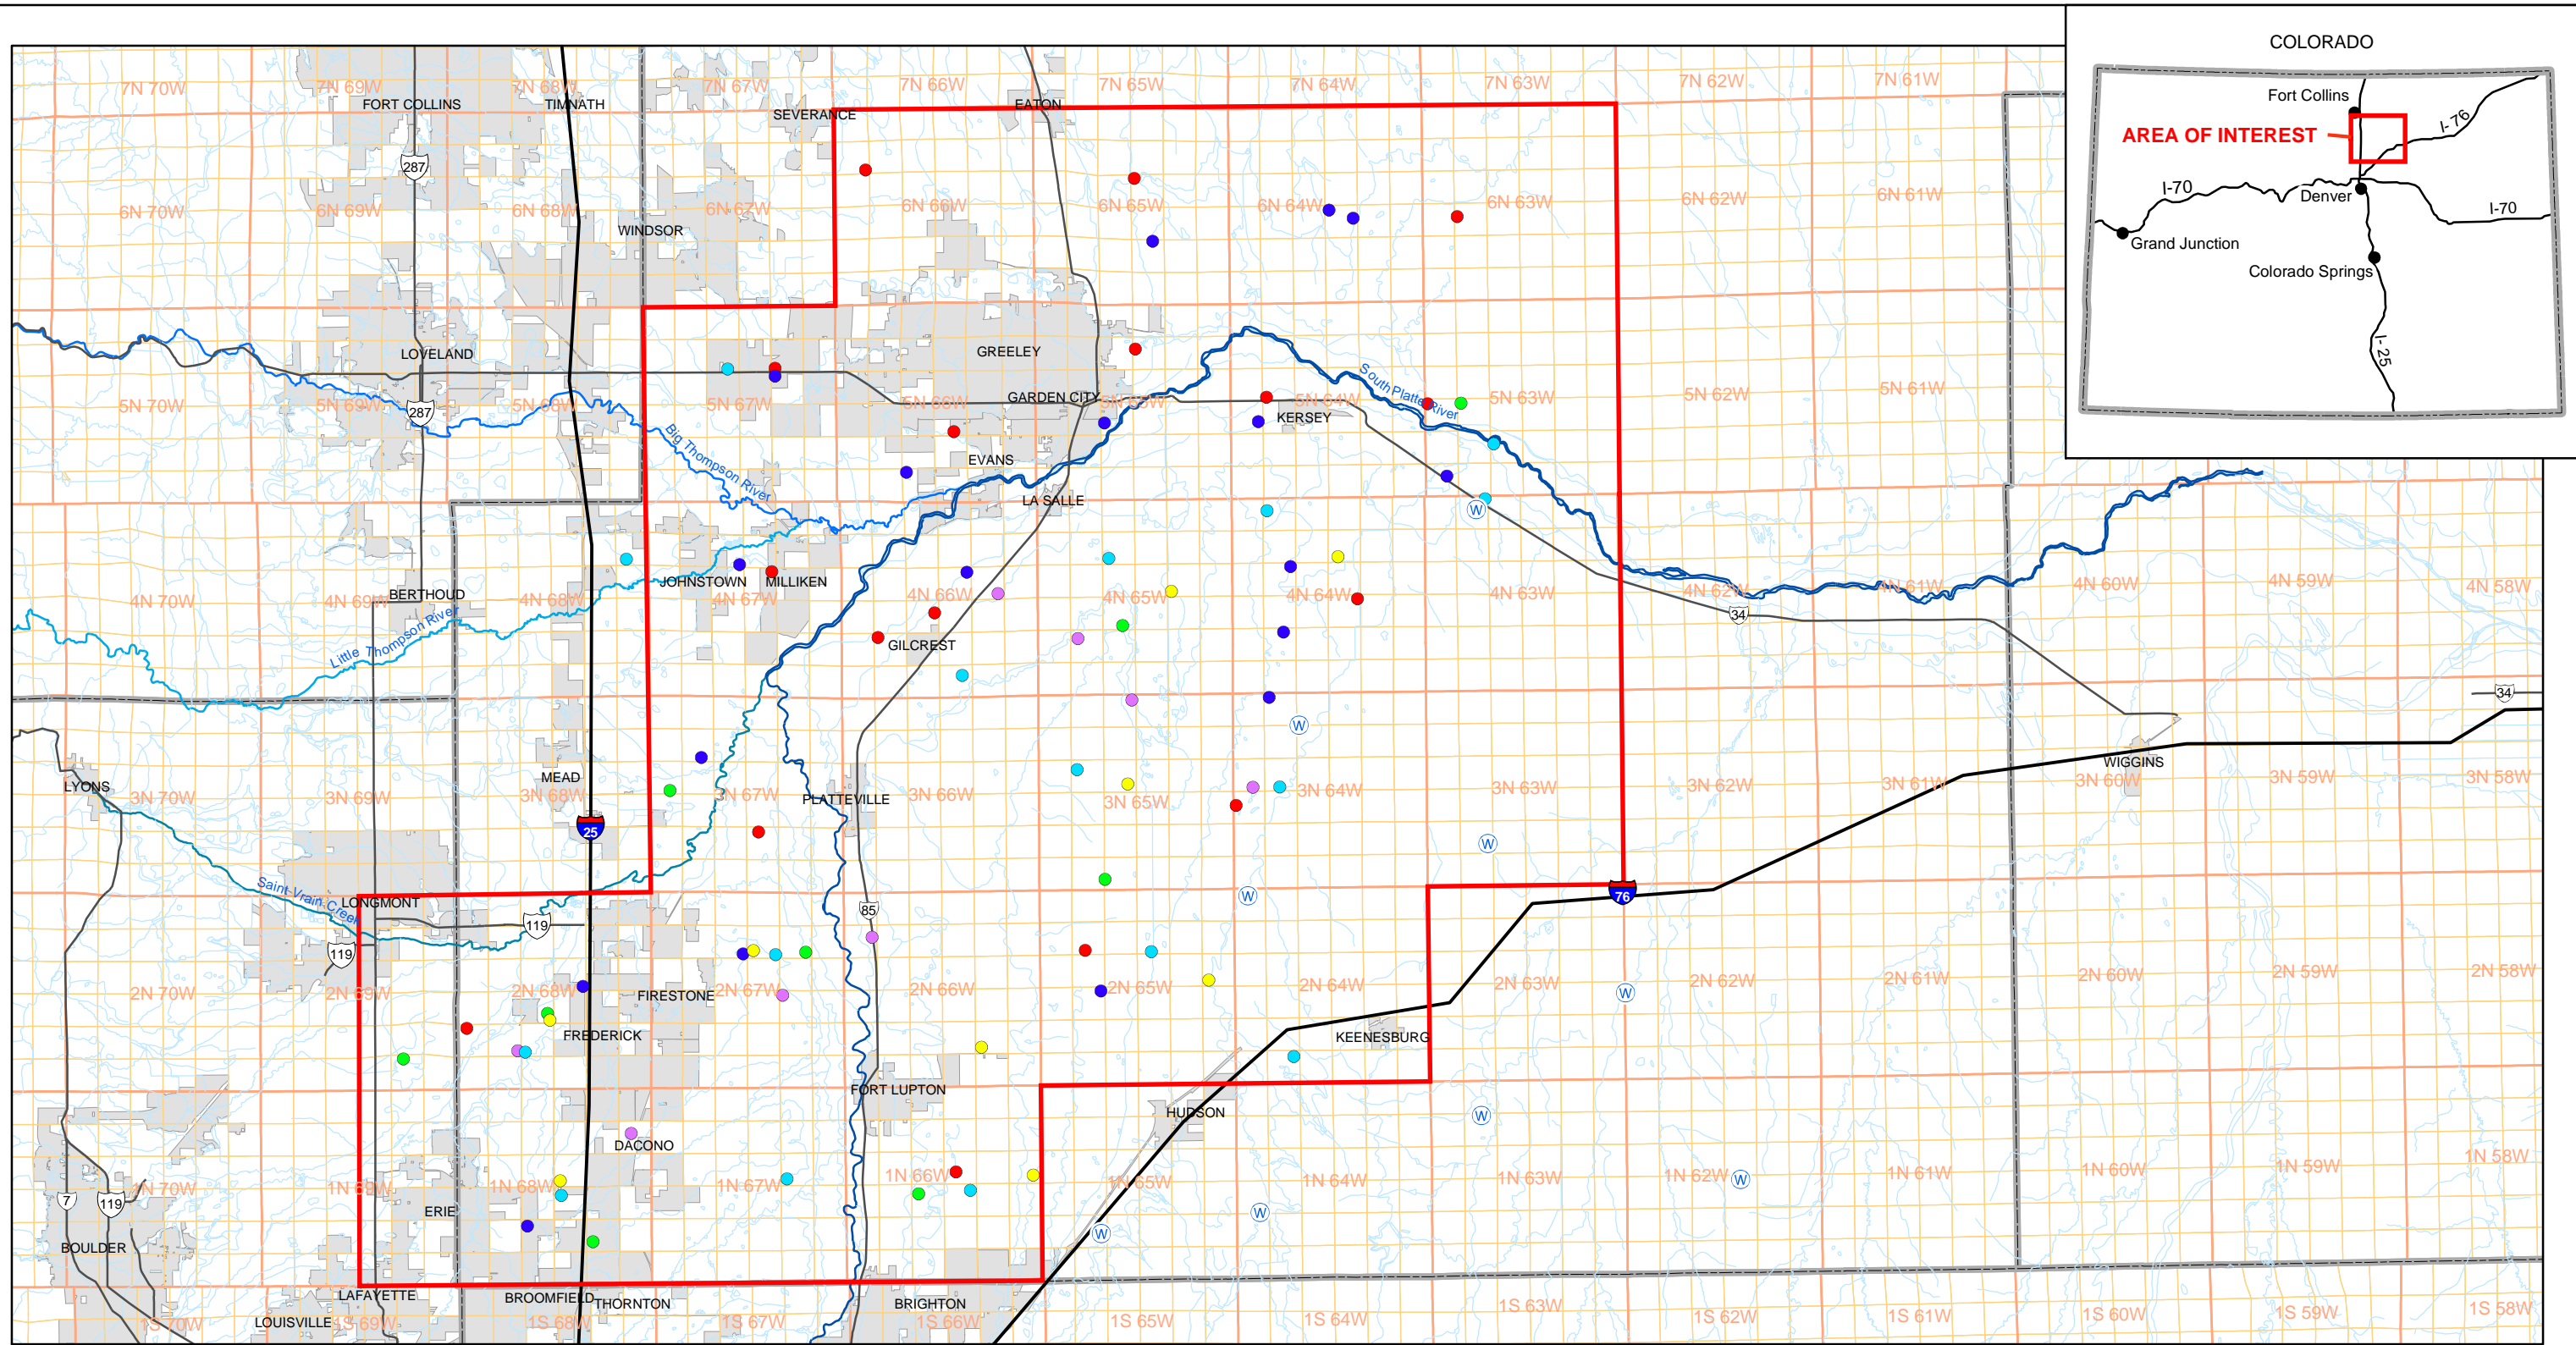 COLORADO
Fort Collins
AREA OF INTEREST
I-76
I-70
Denver
I-70
Grand Junction
Colorado Springs
I-25
7N 70W
7N 69W
7N 68W
7N 67W
7N 66W
7N 65W
7N 64W
7N 63W
7N 62W
7N 61W
FORT COLLINS
TIMNATH
SEVERANCE
EATON
287
6N 70W
6N 69W
6N 68W
6N 67W
6N 66W
6N 65W
6N 64W
6N 63W
6N 62W
6N 61W
WINDSOR
LOVELAND
GREELEY
South Platte River
5N 70W
5N 69W
287
5N 68W
5N 67W
5N 66W
GARDEN CITY
5N 65W
5N 64W
KERSEY
5N 63W
5N 62W
5N 61W
Big Thompson River
EVANS
LA SALLE
W
JOHNSTOWN
MILLIKEN
BERTHOUD
4N 70W
4N 69W
4N 68W
4N 67W
4N 66W
4N 65W
4N 64W
4N 63W
4N 62W
4N 61W
4N 60W
4N 59W
4N 58W
34
Little Thompson River
GILCREST
34
W
LYONS
MEAD
WIGGINS
3N 70W
3N 69W
3N 68W
3N 67W
PLATTEVILLE
3N 66W
3N 65W
3N 64W
3N 63W
3N 62W
3N 61W
3N 60W
3N 59W
3N 58W
25
W
Saint Vrain Creek
LONGMONT
119
85
W
76
119
2N 70W
2N 69W
2N 68W
FIRESTONE
2N 67W
2N 66W
2N 65W
2N 64W
2N 63W
W
2N 62W
2N 61W
2N 60W
2N 59W
2N 58W
FREDERICK
KEENESBURG
FORT LUPTON
HUDSON
W
DACONO
7
119
1N 70W
1N 69W
1N 68W
1N 67W
1N 66W
1N 65W
1N 64W
1N 63W
1N 62W
W
1N 61W
1N 60W
1N 59W
1N 58W
ERIE
W
W
BOULDER
LAFAYETTE
BROOMFIELD
THORNTON
BRIGHTON
LOUISVILLE
1S 70W
1S 69W
1S 68W
1S 67W
1S 66W
1S 65W
1S 64W
1S 63W
1S 62W
1S 61W
1S 60W
1S 59W
1S 58W